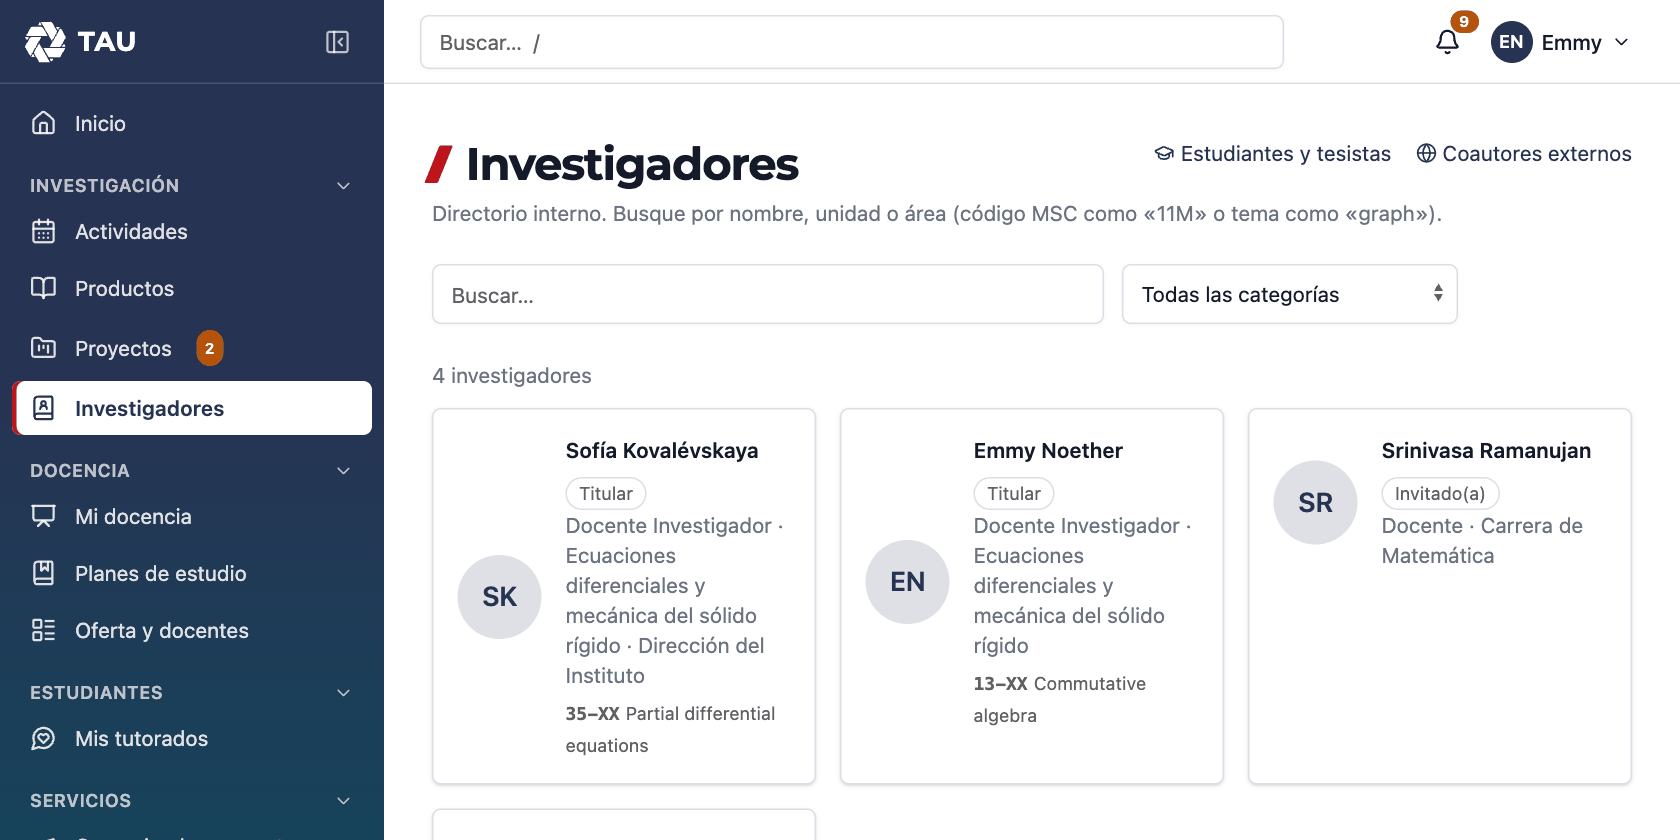 TAU
Buscar... /
9
EN
Emmy
Inicio
INVESTIGACIÓN
Actividades
Productos
Proyectos 2
Investigadores
DOCENCIA
Mi docencia
Planes de estudio
Oferta y docentes
ESTUDIANTES
Mis tutorados
SERVICIOS
Investigadores
Estudiantes y tesistas
Coautores externos
Directorio interno. Busque por nombre, unidad o área (código MSC como «11M» o tema como «graph»).
Buscar...
Todas las categorías
4 investigadores
SK
Sofía Kovalévskaya
Titular
Docente Investigador ·
Ecuaciones
diferenciales y
mecánica del sólido
rígido · Dirección del
Instituto
35–XX Partial differential
equations
EN
Emmy Noether
Titular
Docente Investigador ·
Ecuaciones
diferenciales y
mecánica del sólido
rígido
13–XX Commutative
algebra
SR
Srinivasa Ramanujan
Invitado(a)
Docente · Carrera de
Matemática